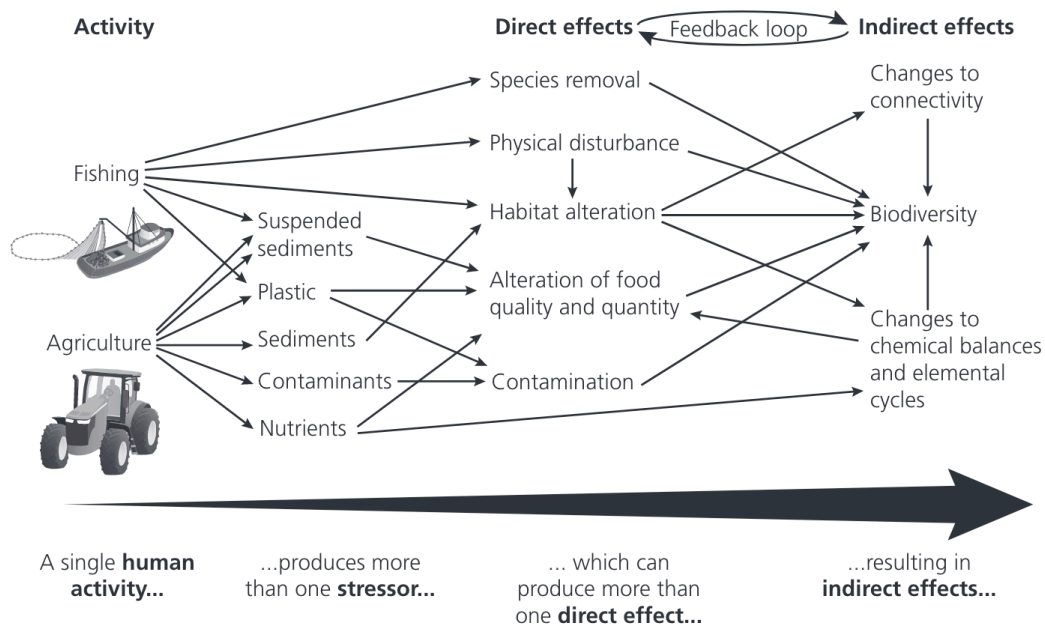 Activity
Direct effects
Feedback loop
Indirect effects
Fishing
Agriculture
Suspended
sediments
Plastic
Sediments
Contaminants
Nutrients
Species removal
Physical disturbance
Habitat alteration
Alteration of food
quality and quantity
Contamination
Changes to
connectivity
Biodiversity
Changes to
chemical balances
and elemental
cycles
A single human
activity...
...produces more
than one stressor...
... which can
produce more than
one direct effect...
...resulting in
indirect effects...